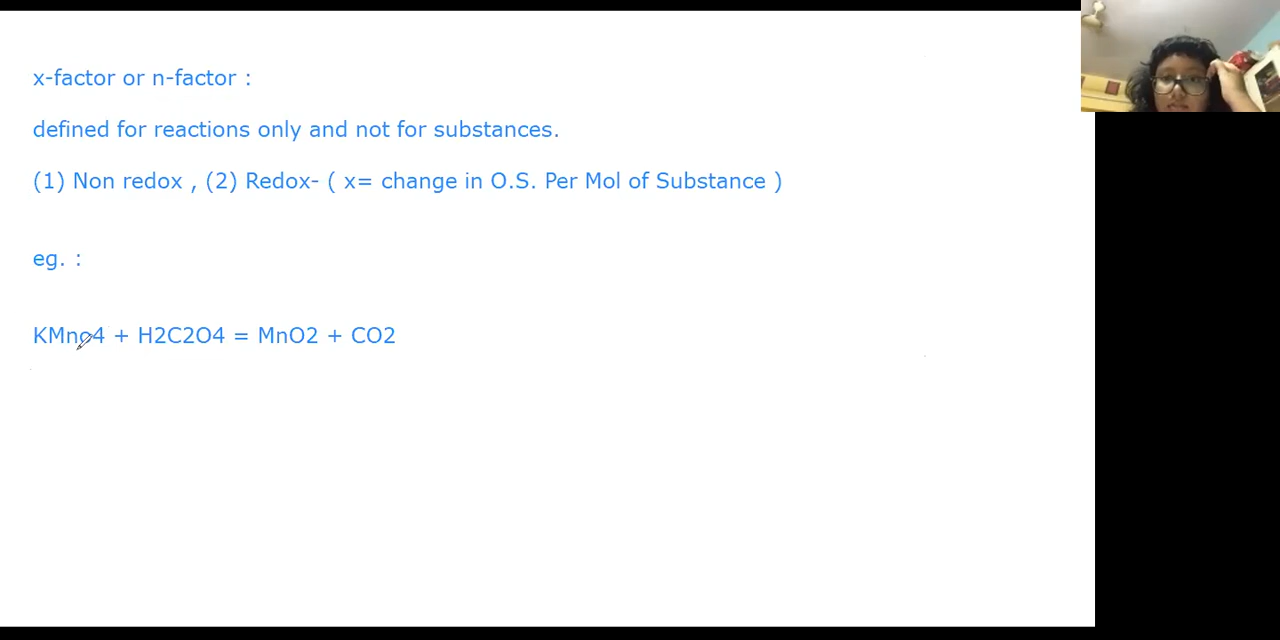 x-factor or n-factor :
defined for reactions only and not for substances.
(1) Non redox , (2) Redox- ( x= change in O.S. Per Mol of Substance )
eg. :
KMno4 + H2C2O4 = MnO2 + CO2